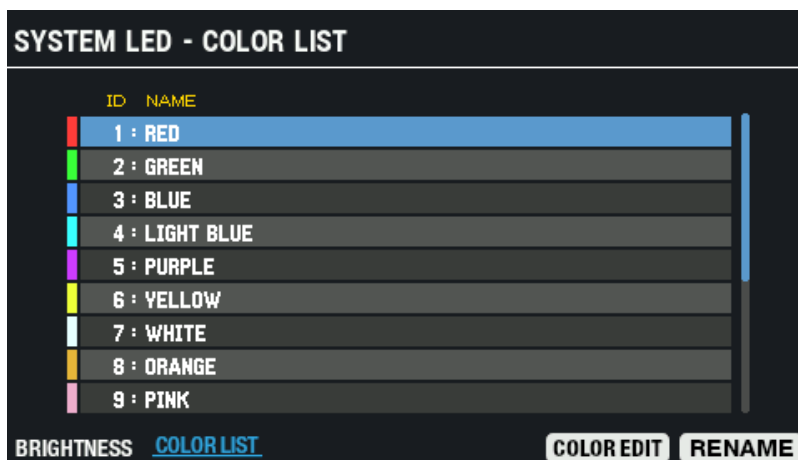 SYSTEM LED - COLOR LIST
ID NAME
1 : RED
2 : GREEN
3 : BLUE
4 : LIGHT BLUE
5 : PURPLE
6 : YELLOW
7 : WHITE
8 : ORANGE
9 : PINK
BRIGHTNESS COLOR LIST COLOR EDIT RENAME